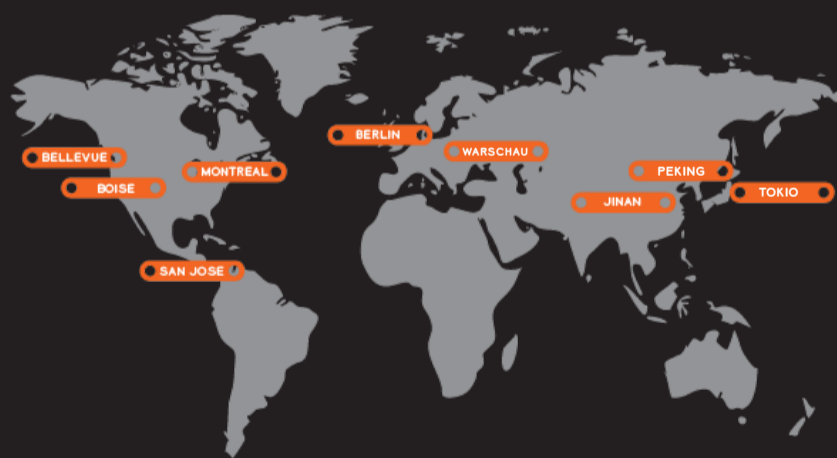 BERLIN
WARSCHAU
BELLEVUE
MONTREAL
PEKING
BOISE
TOKIO
JINAN
SAN JOSE